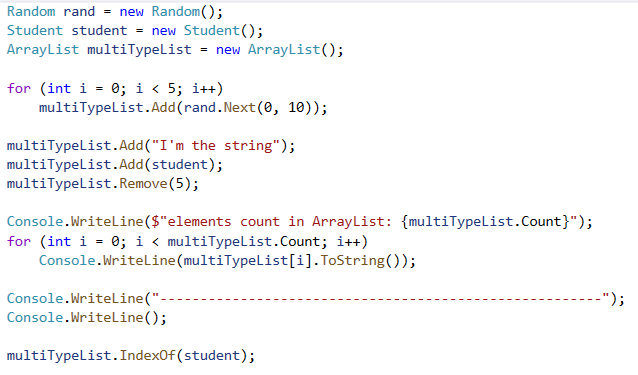 Random rand = new Random();
Student student = new Student();
ArrayList multiTypeList = new ArrayList();
for (int i = 0; i < 5; i++)
    multiTypeList.Add(rand.Next(0, 10));
multiTypeList.Add("I'm the string");
multiTypeList.Add(student);
multiTypeList.Remove(5);
Console.WriteLine($"elements count in ArrayList: {multiTypeList.Count}");
for (int i = 0; i < multiTypeList.Count; i++)
    Console.WriteLine(multiTypeList[i].ToString());
Console.WriteLine("-------------------------------------------------------");
Console.WriteLine();
multiTypeList.IndexOf(student);